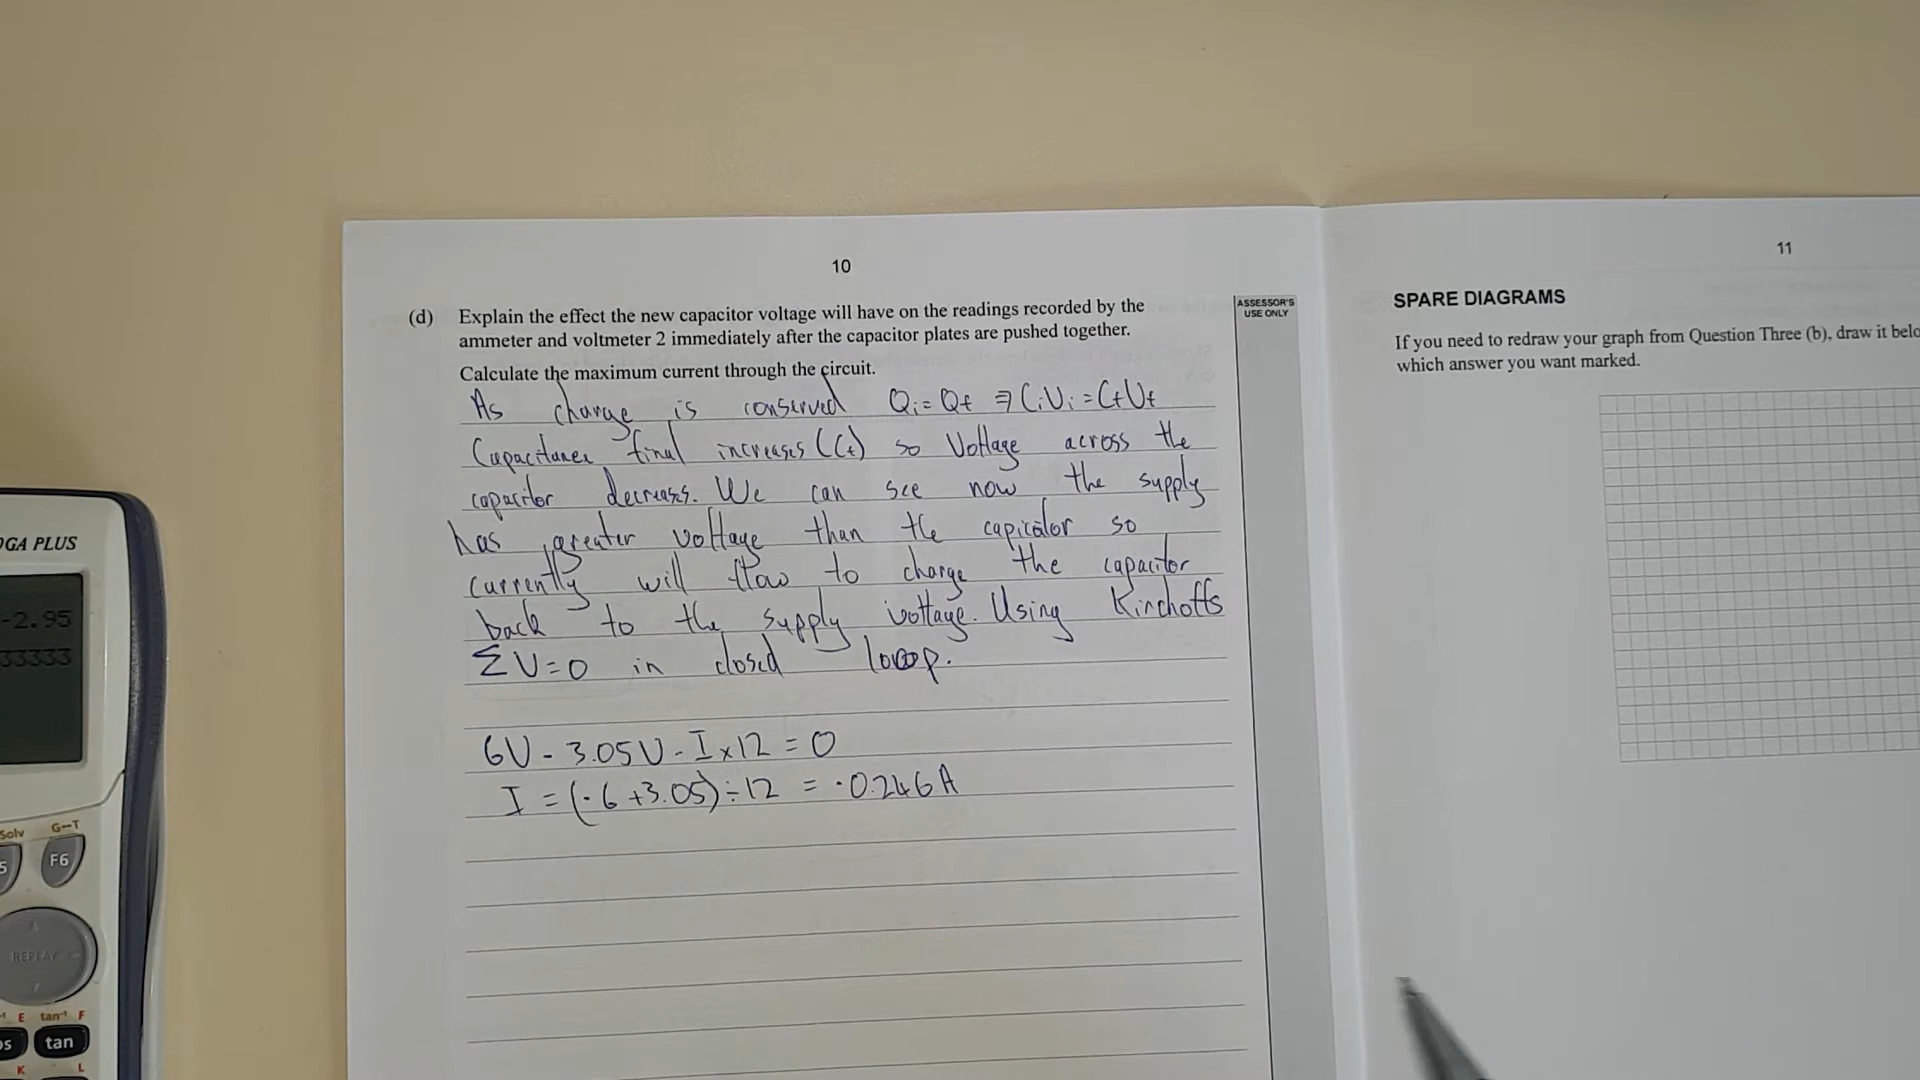 10
(d) Explain the effect the new capacitor voltage will have on the readings recorded by the
ammeter and voltmeter 2 immediately after the capacitor plates are pushed together.
Calculate the maximum current through the circuit.
ASSESSOR'S
USE ONLY
As charge is conserved Qi = Qf ⇒ CiVi = CfVf
Capacitance final increases (Cf) so Voltage across the
capacitor decreases. We can see now the supply
has greater voltage than the capicator so
currently will flow to charge the capacitor
back to the supply voltage. Using Kirchoffs
ΣV=0 in closed loop.
6V - 3.05V - I×12 = 0
I = (-6 +3.05) ÷ 12 = -0.246A
11
SPARE DIAGRAMS
If you need to redraw your graph from Question Three (b), draw it
which answer you want marked.
OGA PLUS
-2.95
33333
Solv G-T
F6
REPLAY
E tan⁻¹ F
os tan
K L